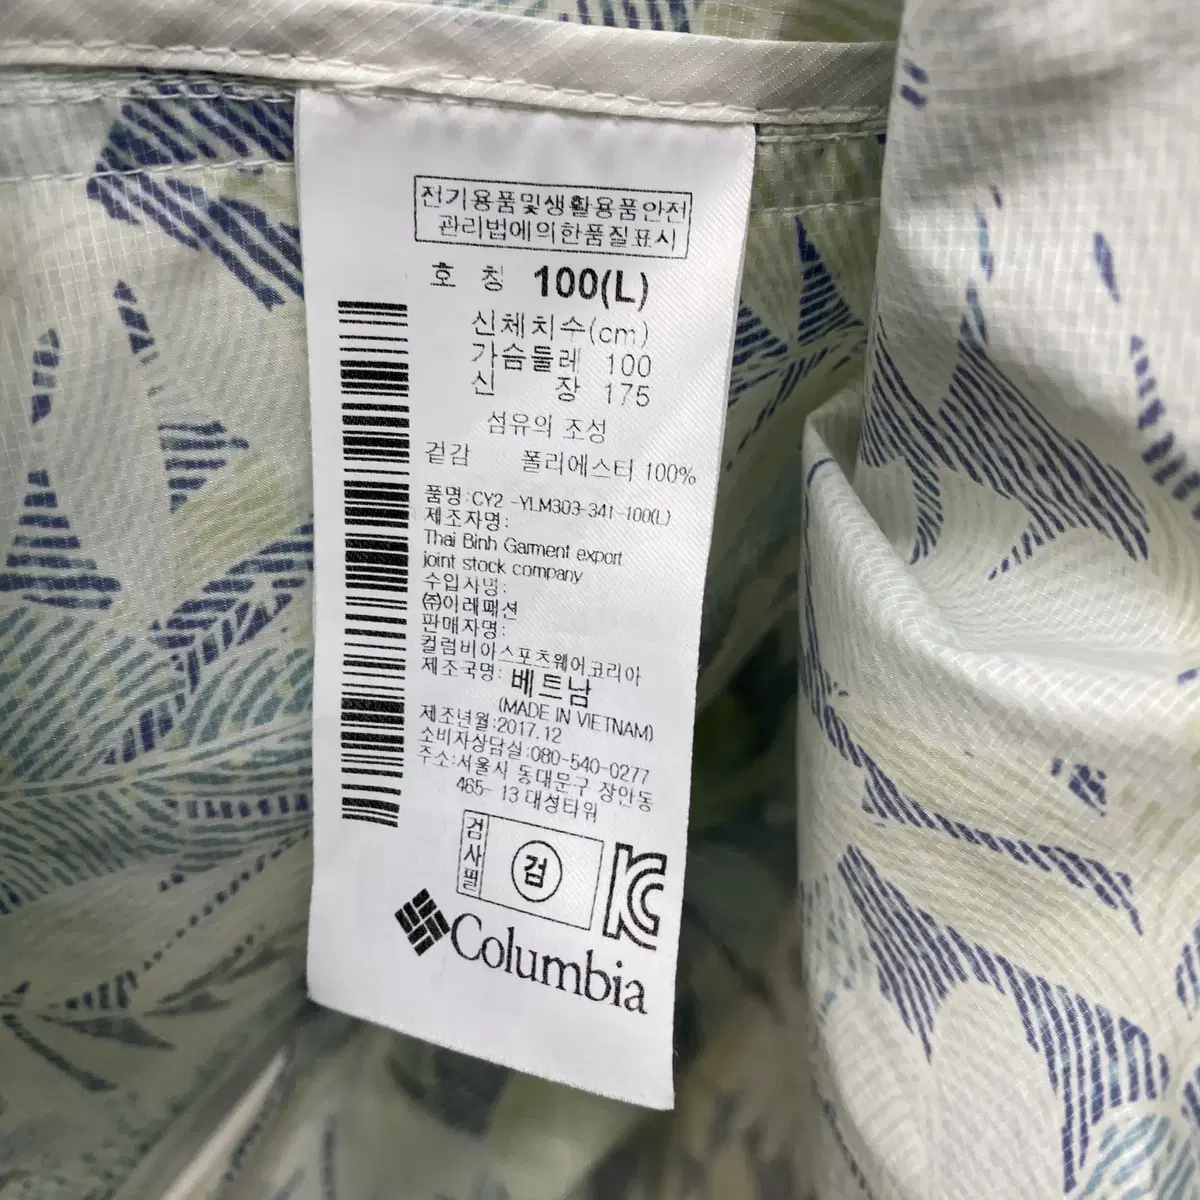 전기용품및생활용품안전
관리법에의한품질표시
호 칭 100(L)
신체치수(cm)
가슴둘레 100
신 장 175
섬유의 조성
겉감 폴리에스터 100%
품명:CY2 -YLM303-341-100(L)
제조자명:
Thai Binh Garment export
joint stock company
수입사명:
㈜이레패션
판매자명:
컬럼비아스포츠웨어코리아
제조국명: 베트남
(MADE IN VIETNAM)
제조년월:2017.12
소비자상담실:080-540-0277
주소:서울시 동대문구 장안동
465- 13 대성타워
검사필
검
KC
Columbia